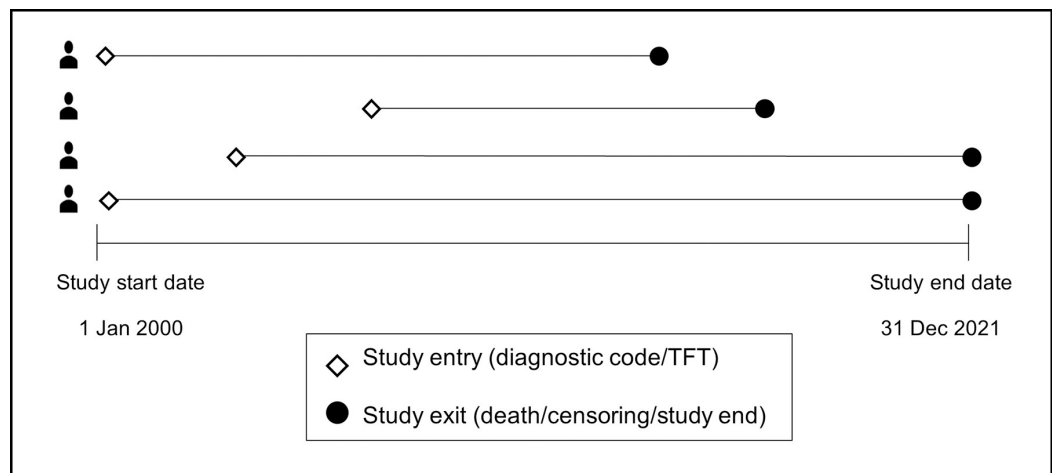 Study start date
Study end date
1 Jan 2000
31 Dec 2021
Study entry (diagnostic code/TFT)
Study exit (death/censoring/study end)